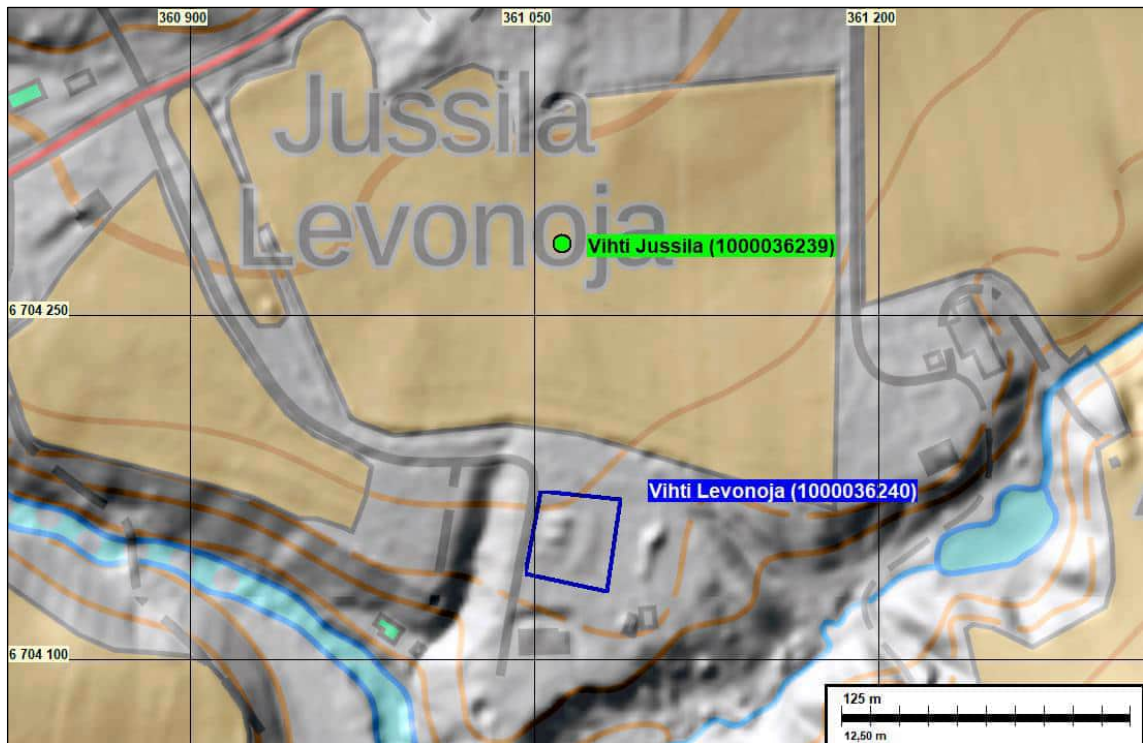 360 900
361 050
361 200
Jussila
Levonoja
Vihti Jussila (1000036239)
6 704 250
Vihti Levonoja (1000036240)
6 704 100
125 m
12,50 m